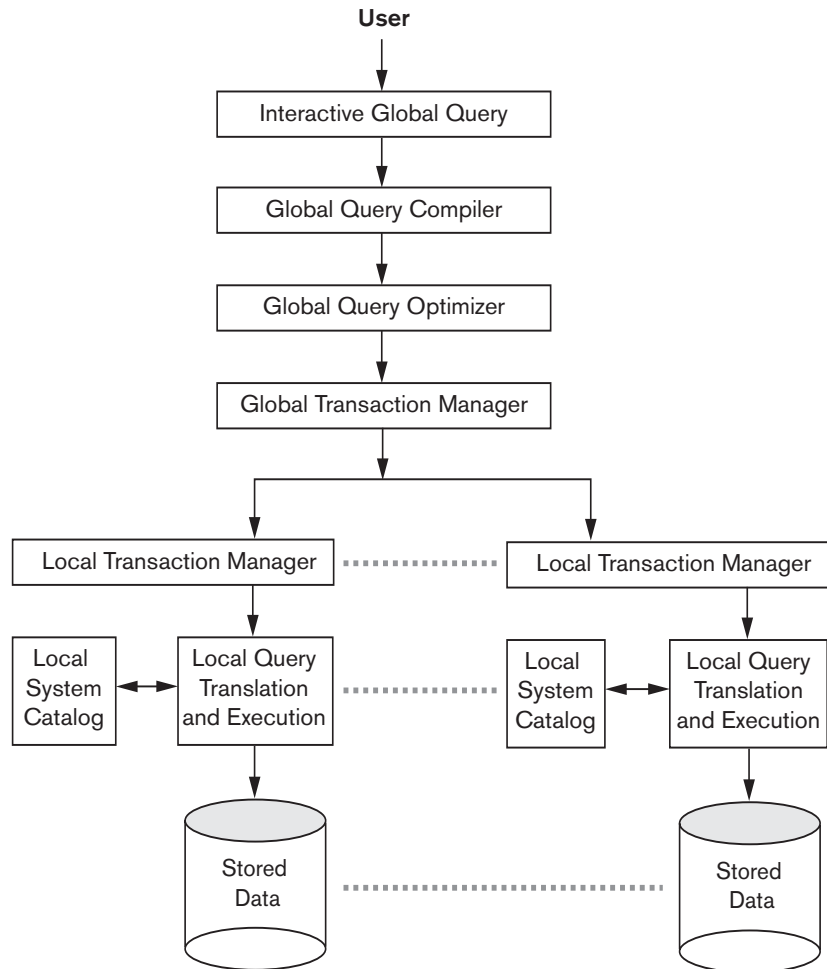 User
Interactive Global Query
Global Query Compiler
Global Query Optimizer
Global Transaction Manager
Local Transaction Manager
Local Transaction Manager
Local
System
Catalog
Local Query
Translation
and Execution
Local
System
Catalog
Local Query
Translation
and Execution
Stored
Data
Stored
Data